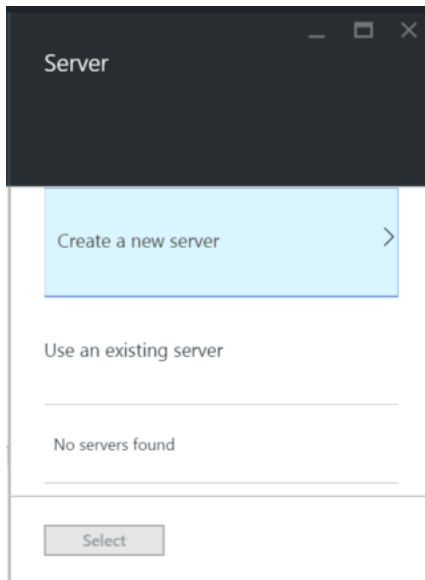 Server
Create a new server
Use an existing server
No servers found
Select